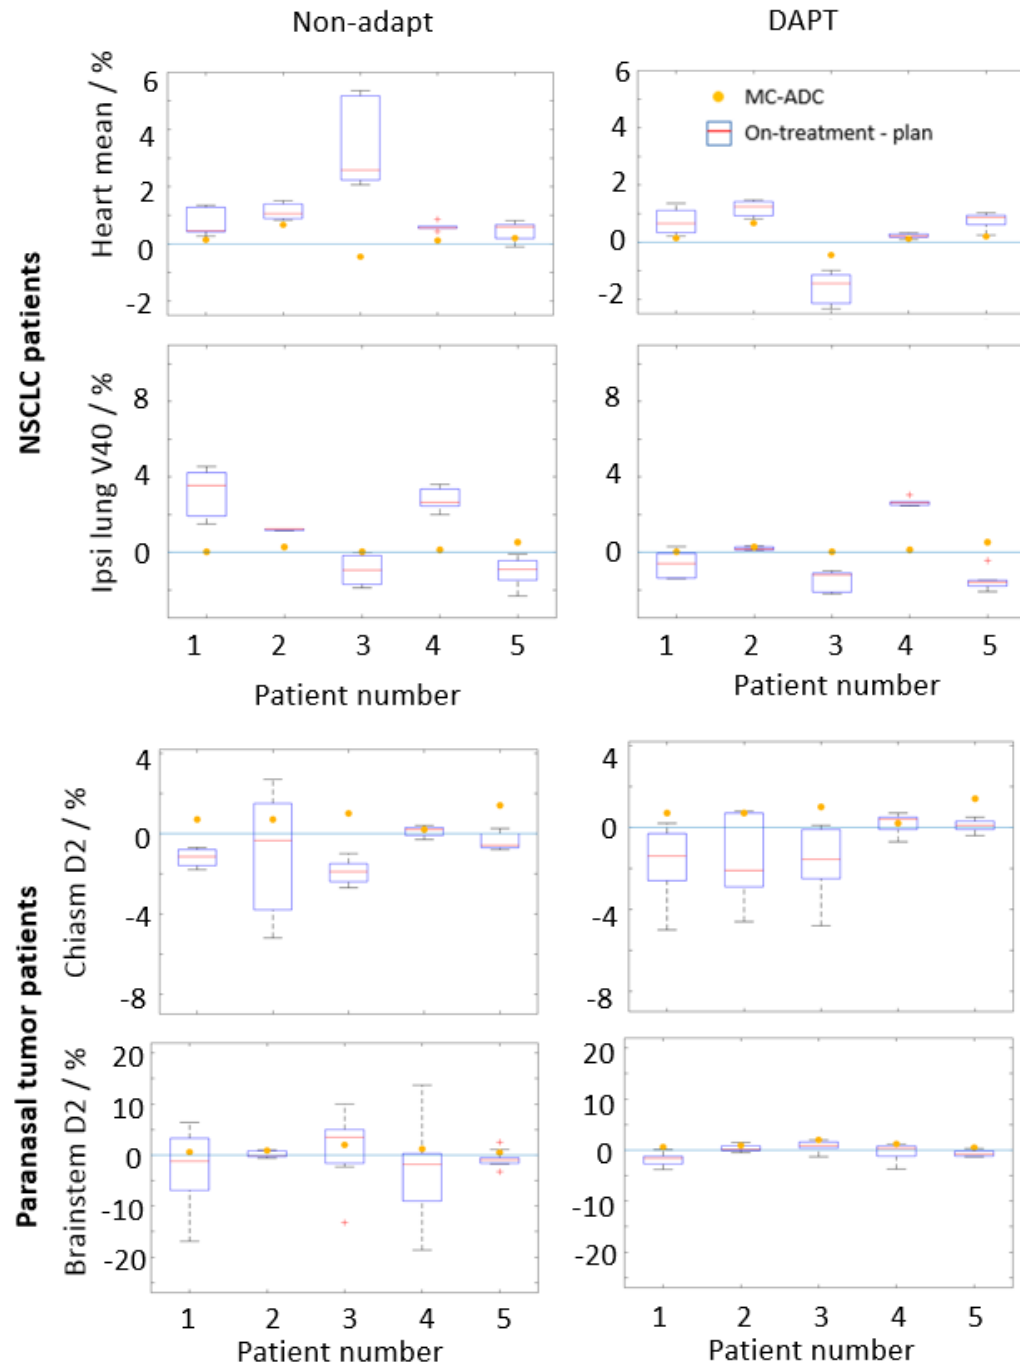 Non-adapt
DAPT
NSCLC patients
Heart mean / %
6
4
2
0
-2
6
4
2
0
-2
MC-ADC
On-treatment - plan
Ipsi lung V40 / %
8
4
0
8
4
0
1 2 3 4 5
Patient number
1 2 3 4 5
Patient number
Paranasal tumor patients
Chiasm D2 / %
4
0
-4
-8
4
0
-4
-8
Brainstem D2 / %
20
10
0
-10
-20
20
10
0
-10
-20
1 2 3 4 5
Patient number
1 2 3 4 5
Patient number